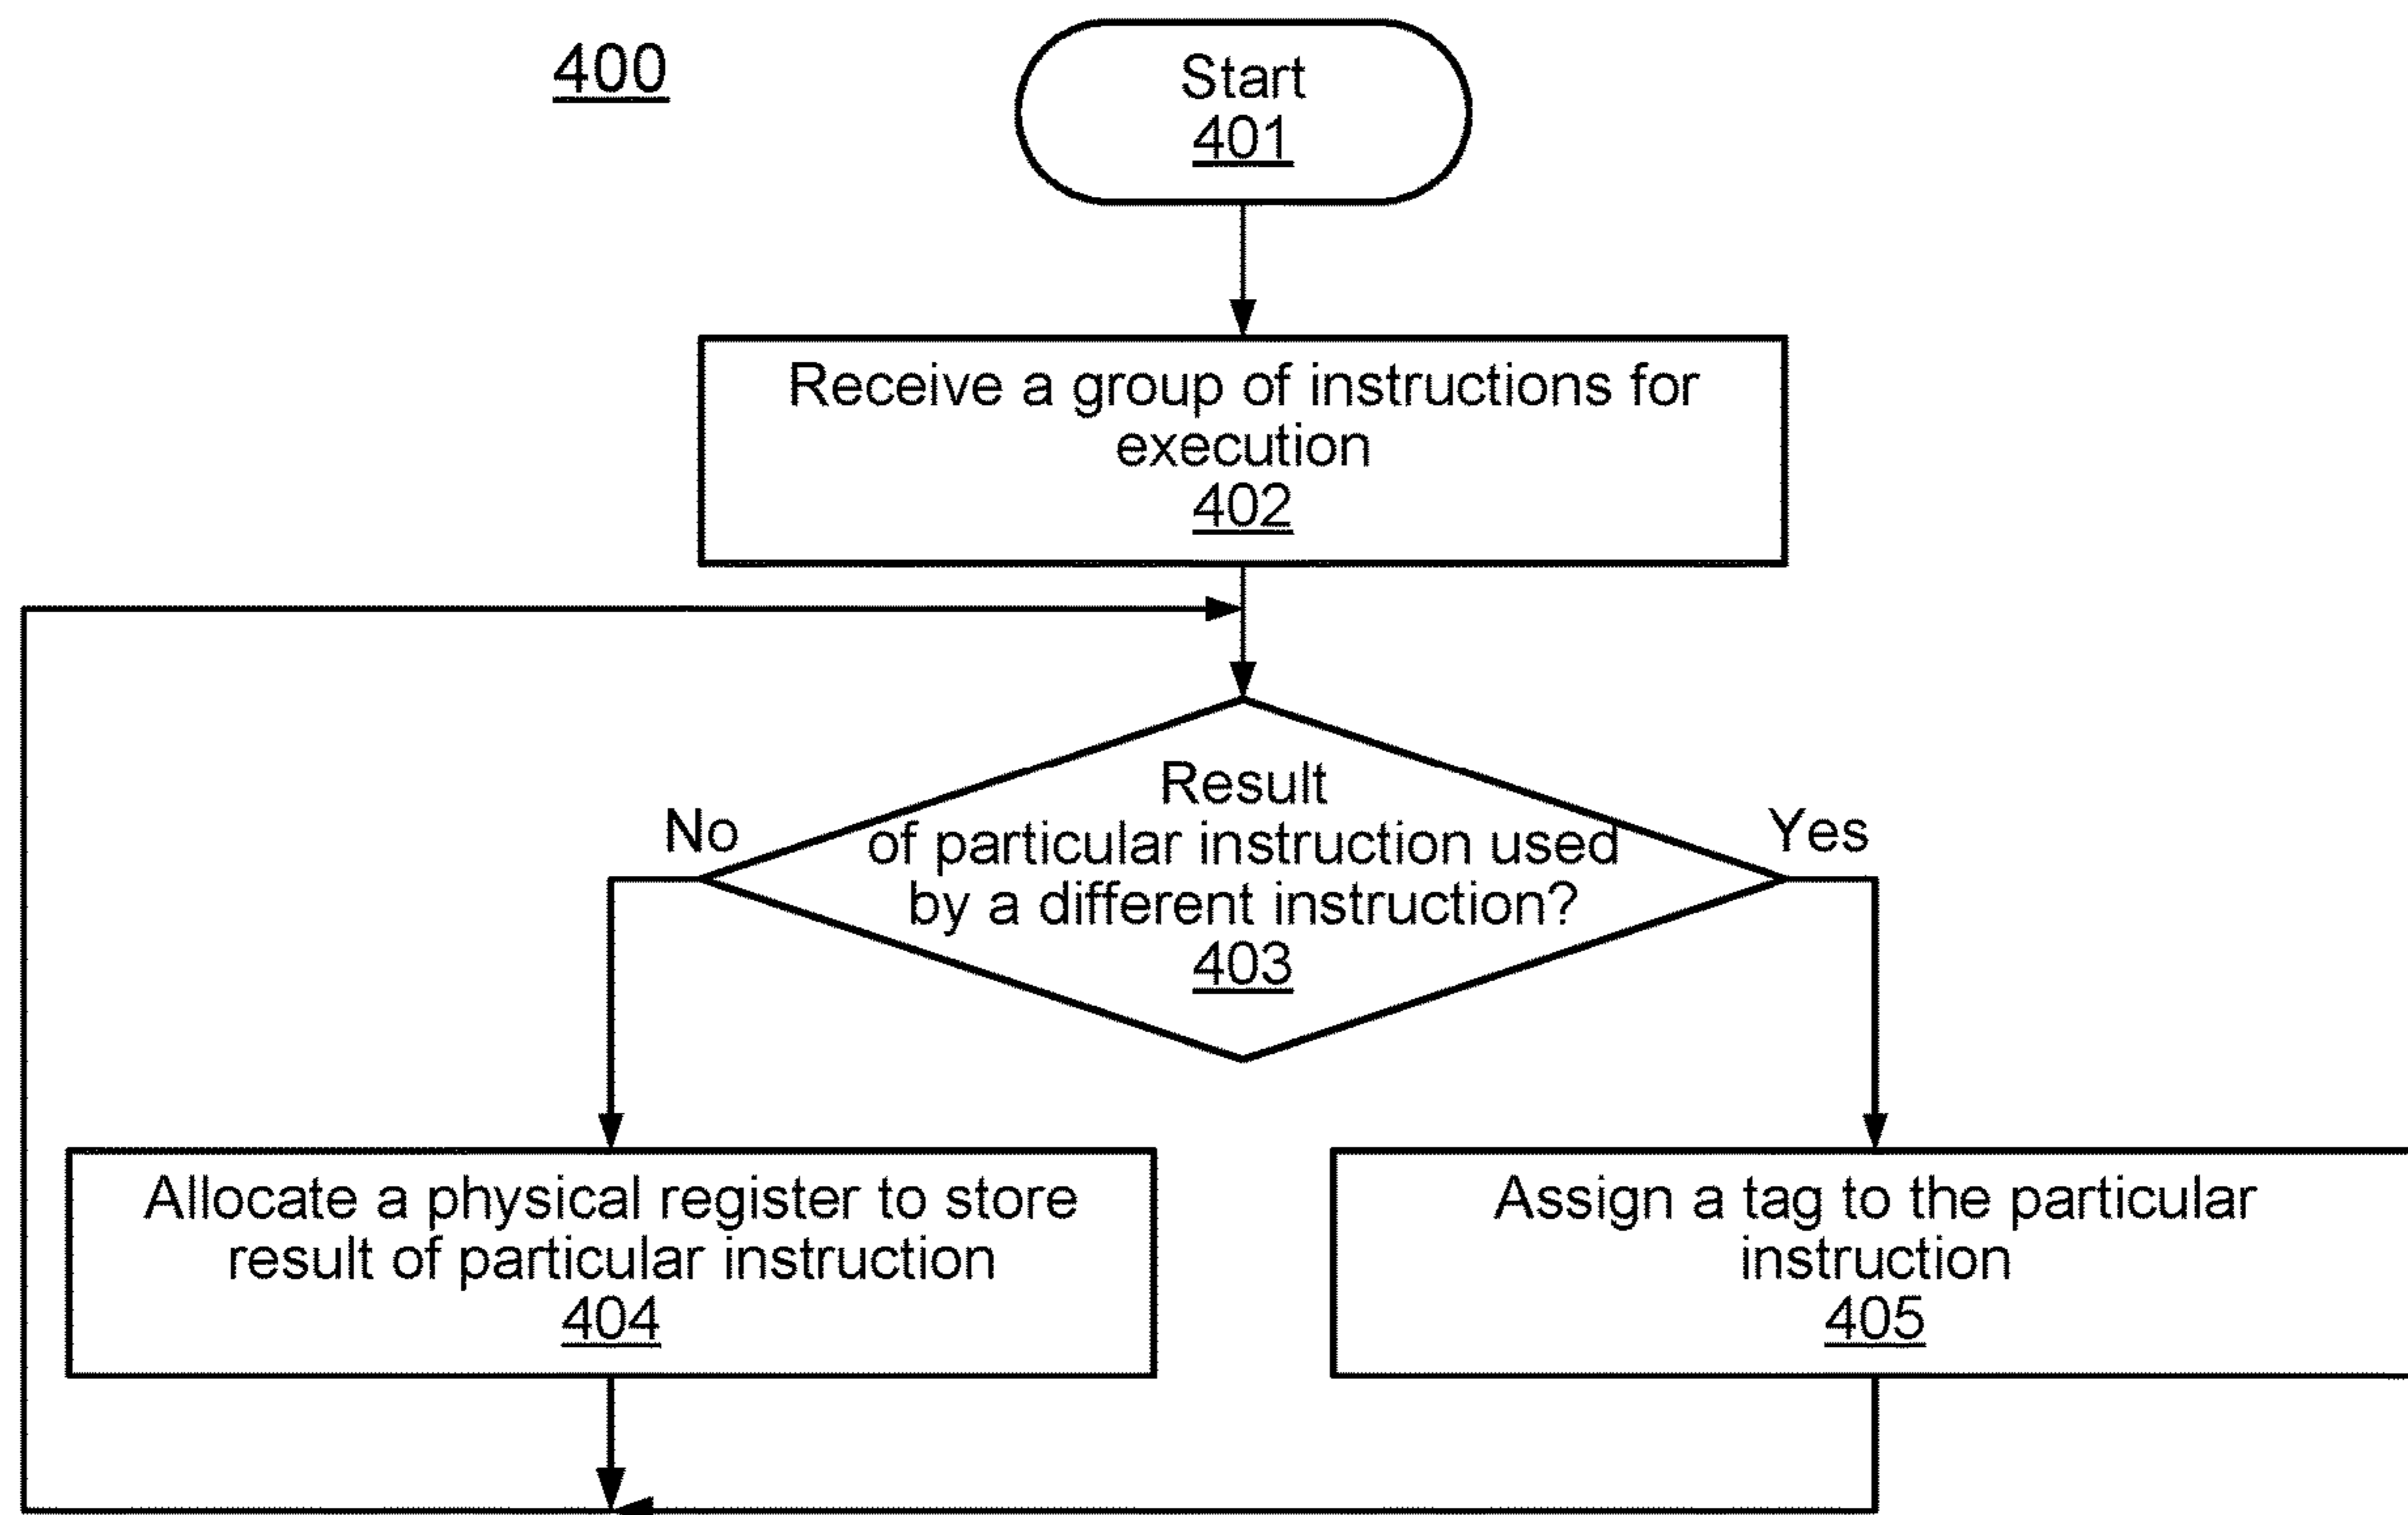 400
Start
401
Receive a group of instructions for
execution
402
Result
of particular instruction used
by a different instruction?
403
No
Yes
Allocate a physical register to store
result of particular instruction
404
Assign a tag to the particular
instruction
405